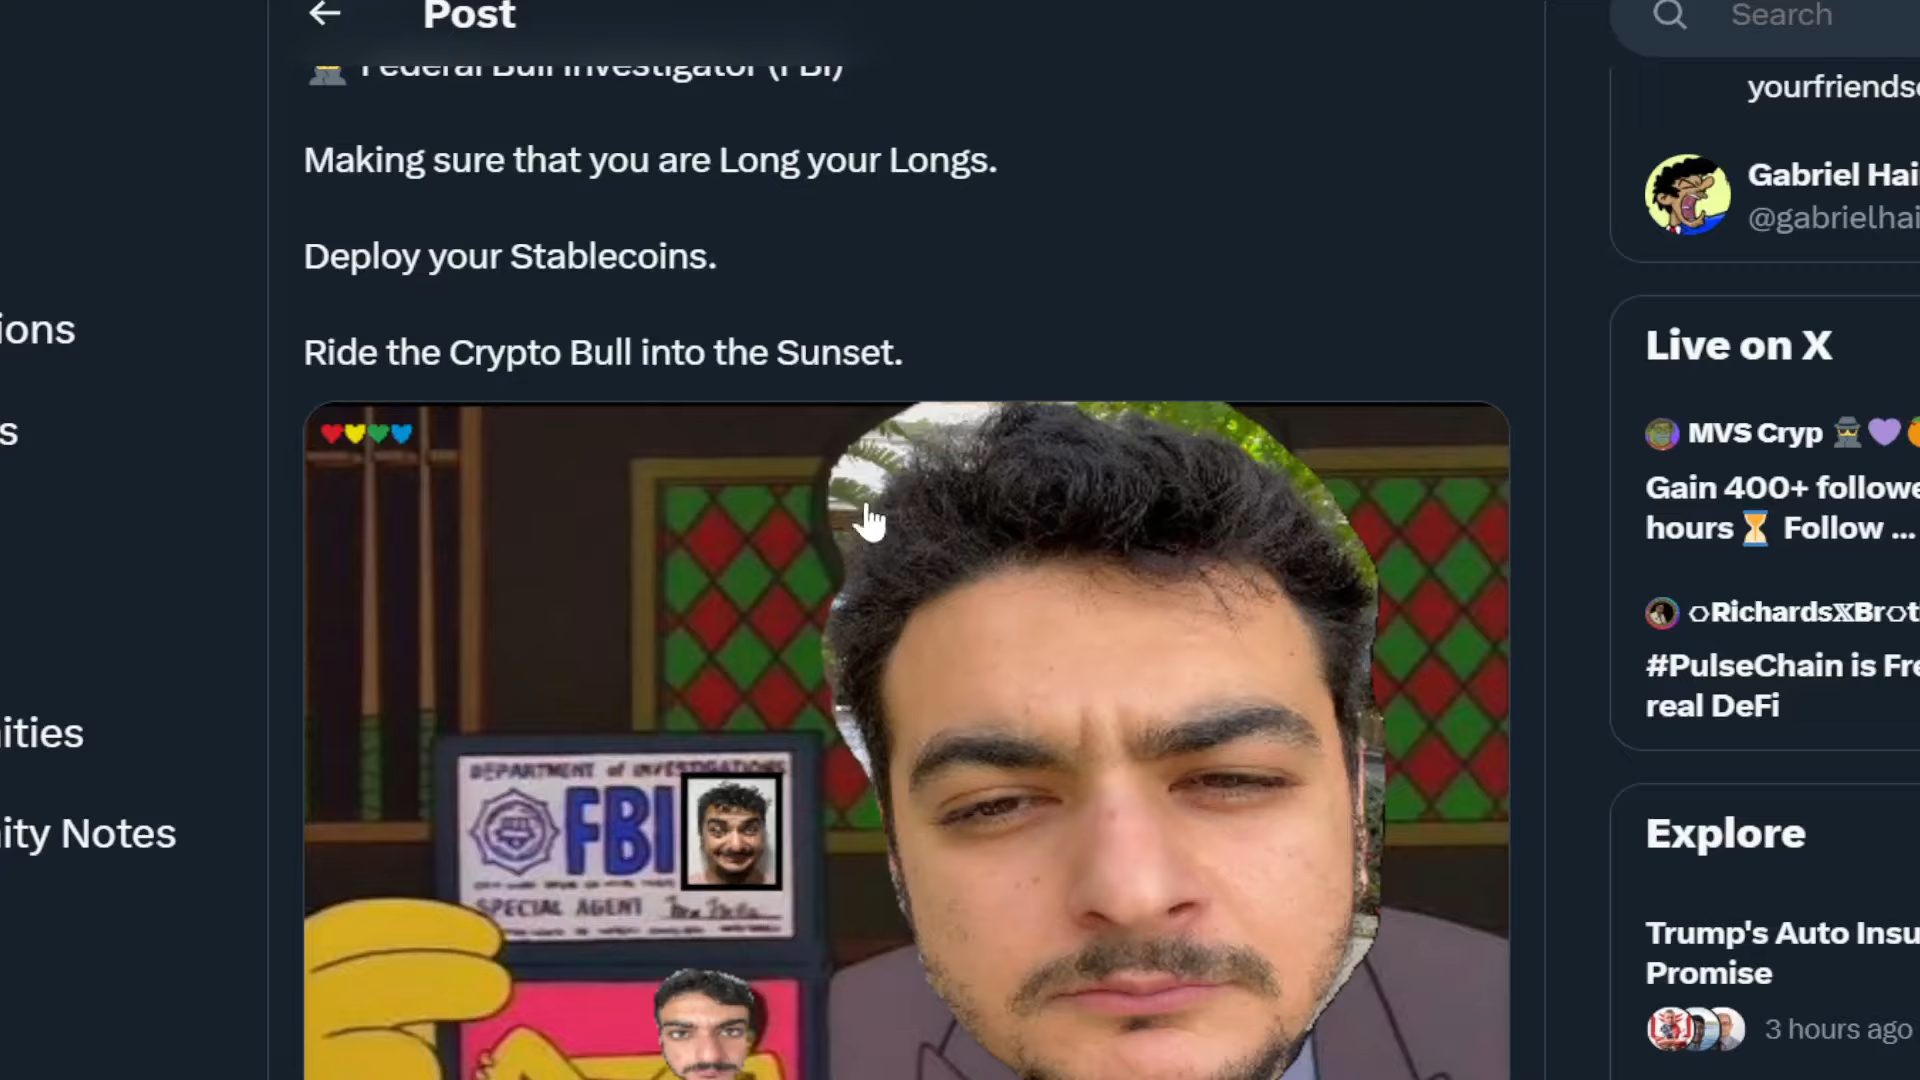 Post
Search
Federal Bull Investigator (FBI)
Making sure that you are Long your Longs.
Deploy your Stablecoins.
Ride the Crypto Bull into the Sunset.
DEPARTMENT of INVESTIGATIONS
FBI
SPECIAL AGENT
ions
s
ities
ity Notes
yourfriends
Gabriel Hai
@gabrielhai
Live on X
MVS Cryp
Gain 400+ followe
hours ⏳ Follow ...
RichardsXBrot
#PulseChain is Fre
real DeFi
Explore
Trump's Auto Insu
Promise
3 hours ago